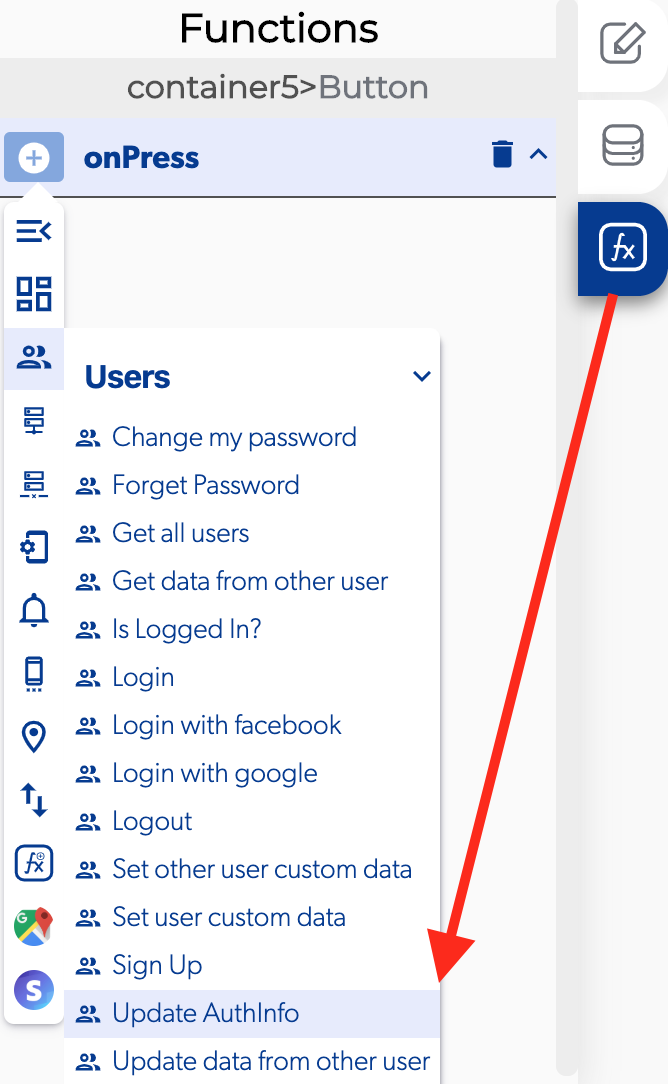 Functions
container5>Button
onPress
fx
Users
Change my password
Forget Password
Get all users
Get data from other user
Is Logged In?
Login
Login with facebook
Login with google
Logout
fx
Set other user custom data
Set user custom data
G
Sign Up
S
Update AuthInfo
Update data from other user